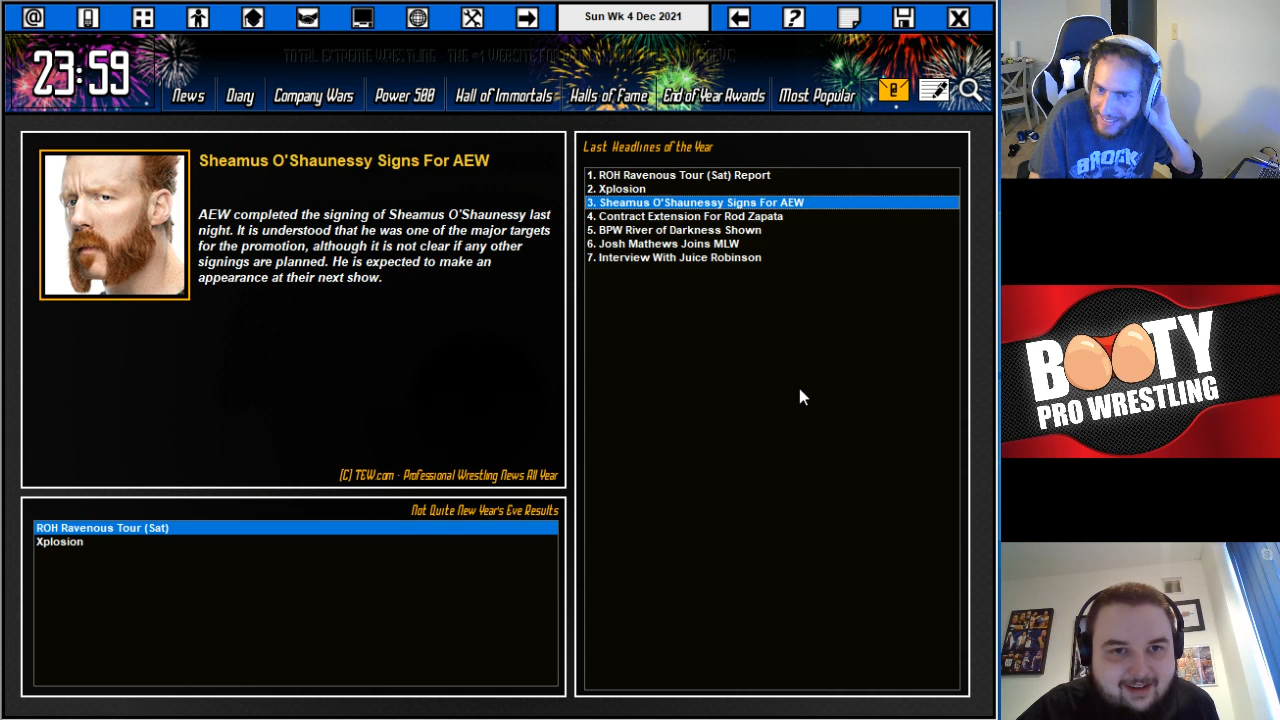 Sun Wk 4 Dec 2021
23:59
TOTAL EXTREME WRESTLING THE #1 WEBSITE FOR
News
Diary
Company Wars
Power 500
Hall of Immortals
Halls of Fame
End of Year Awards
Most Popular
Sheamus O'Shaunessy Signs For AEW
AEW completed the signing of Sheamus O'Shaunessy last
night. It is understood that he was one of the major targets
for the promotion, although it is not clear if any other
signings are planned. He is expected to make an
appearance at their next show.
(C) TEW.com - Professional Wrestling News All Year
Not Quite New Year's Eve Results
ROH Ravenous Tour (Sat)
Xplosion
Last Headlines of the Year
1. ROH Ravenous Tour (Sat) Report
2. Xplosion
3. Sheamus O'Shaunessy Signs For AEW
4. Contract Extension For Rod Zapata
5. BPW River of Darkness Shown
6. Josh Mathews Joins MLW
7. Interview With Juice Robinson
BROCK
BOOTY
PRO WRESTLING